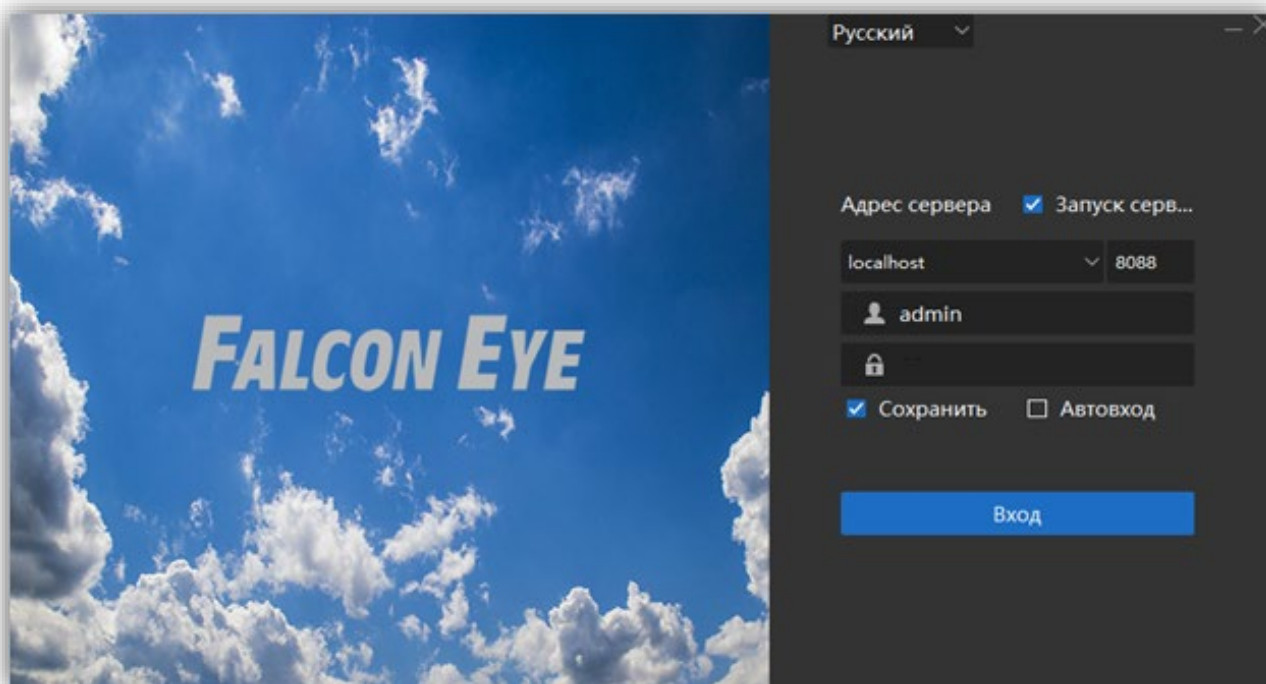 Русский
Адрес сервера Запуск серв...
localhost 8088
FALCON EYE
admin
Сохранить Автовход
Вход